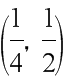 (1/4, 1/2)